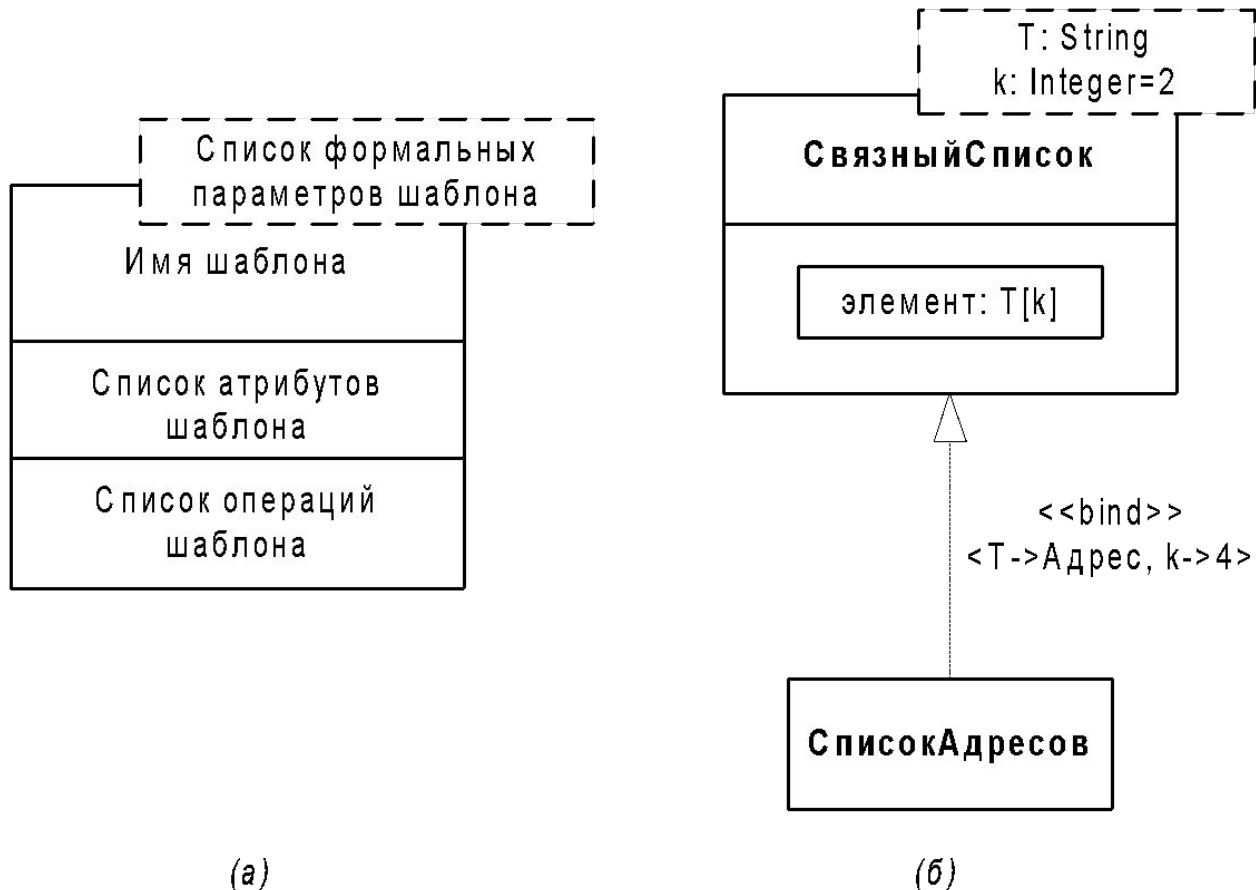 Список формальных
параметров шаблона
Имя шаблона
Список атрибутов
шаблона
Список операций
шаблона
(а)
T: String
k: Integer=2
СвязныйСписок
элемент: T[k]
<<bind>>
<T->Адрес, k->4>
СписокАдресов
(б)